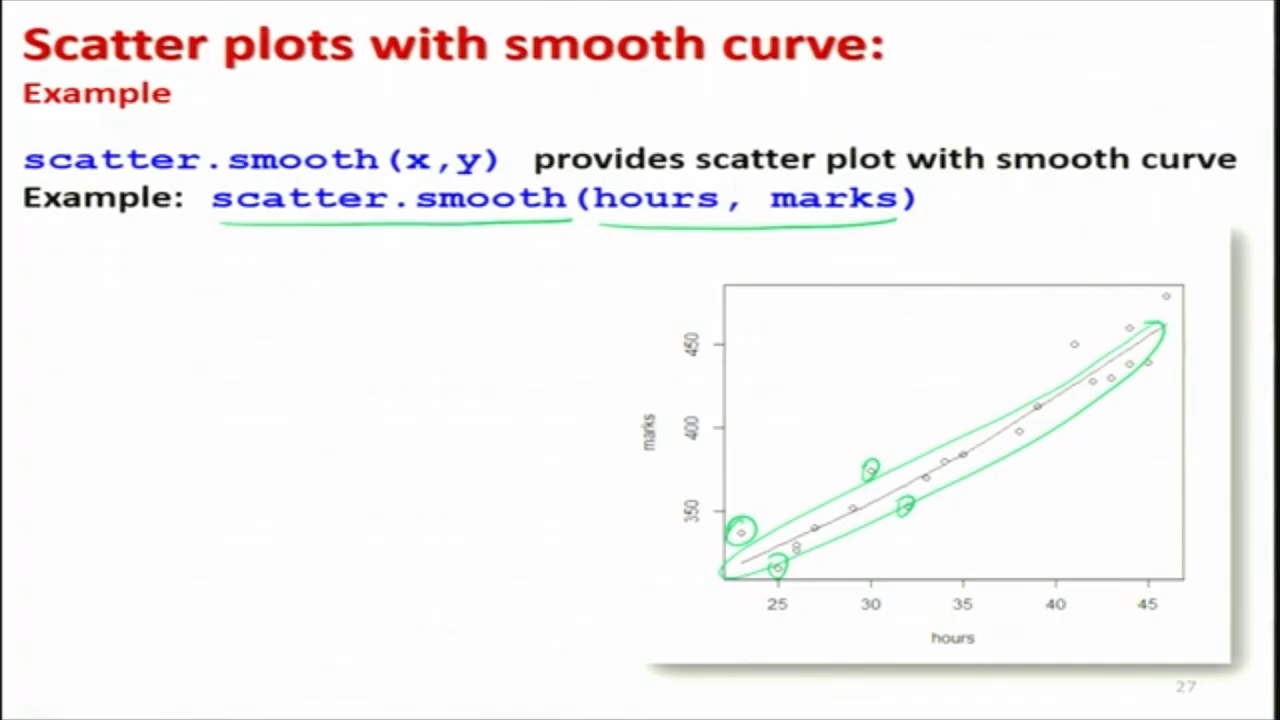 Scatter plots with smooth curve:
Example
scatter.smooth(x,y) provides scatter plot with smooth curve
Example: scatter.smooth(hours, marks)
450
400
350
marks
25 30 35 40 45
hours
27